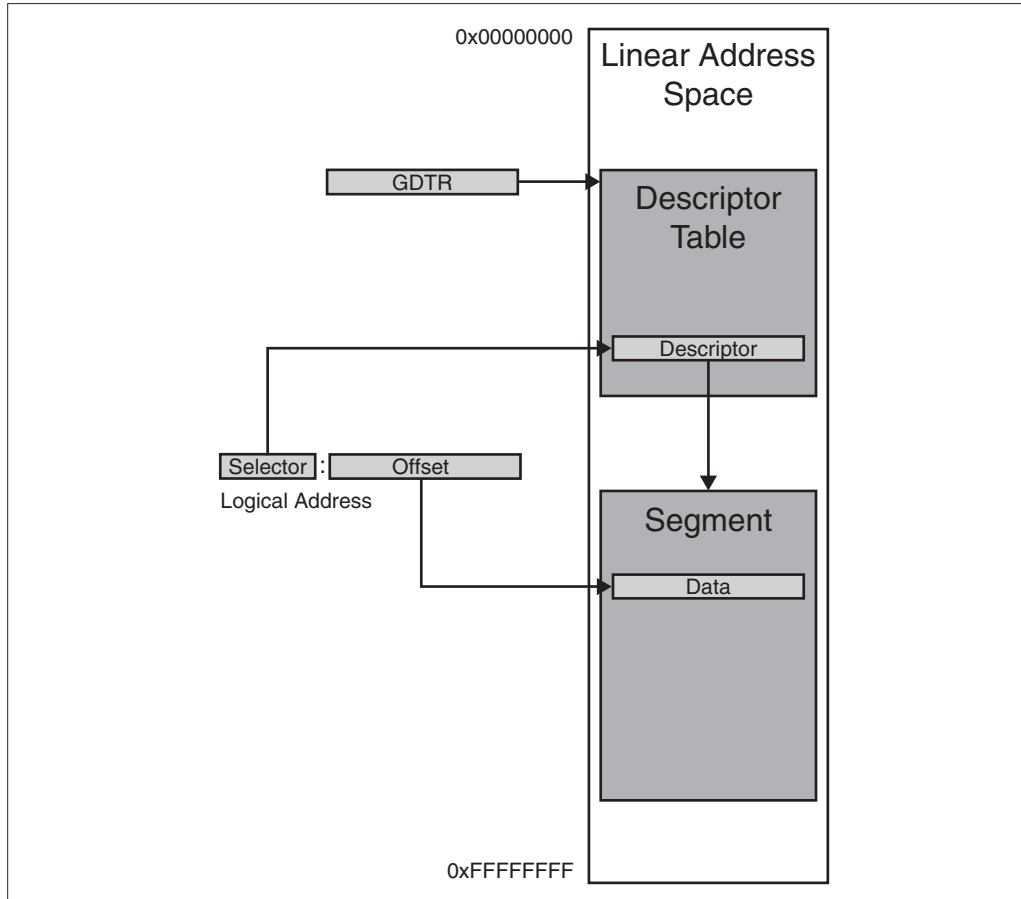 0x00000000
Linear Address
Space
GDTR
Descriptor
Table
Descriptor
Selector : Offset
Logical Address
Segment
Data
0xFFFFFFFF